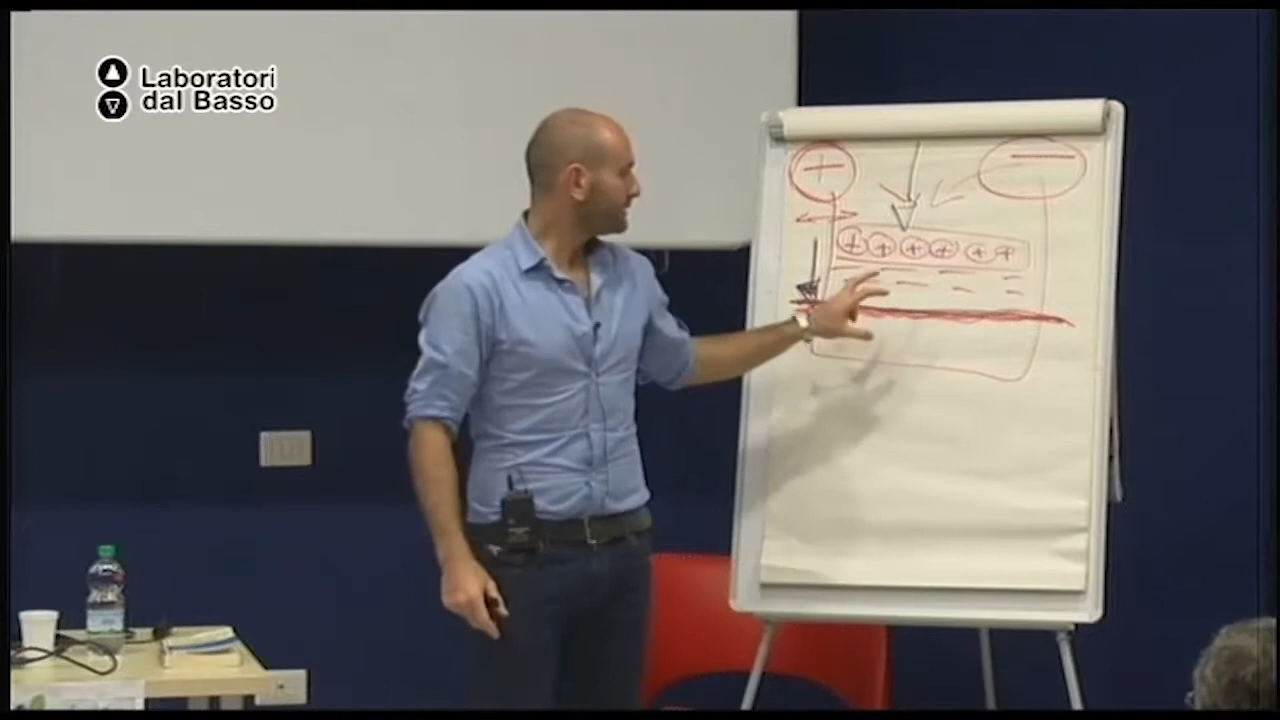 Laboratori
dal Basso
+ —
+ + + + + +
- - - -
- - - -